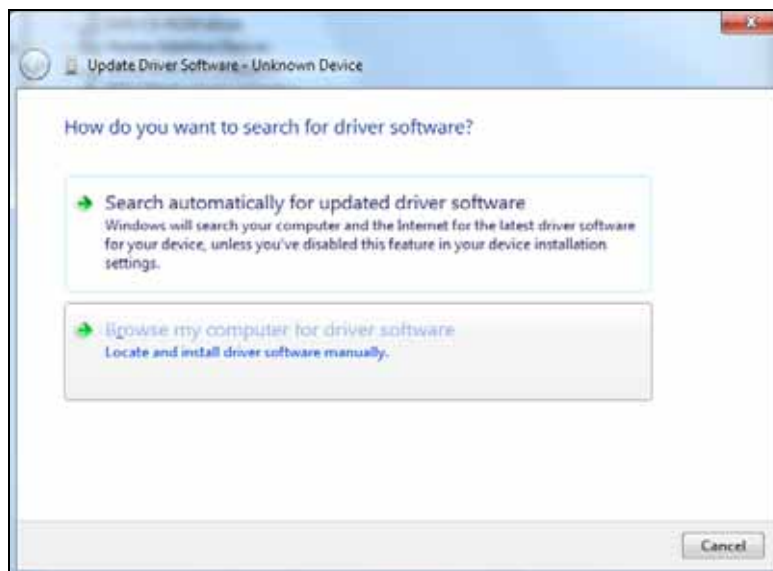 Update Driver Software - Unknown Device
How do you want to search for driver software?
Search automatically for updated driver software
Windows will search your computer and the Internet for the latest driver software
for your device, unless you've disabled this feature in your device installation
settings.
Browse my computer for driver software
Locate and install driver software manually.
Cancel